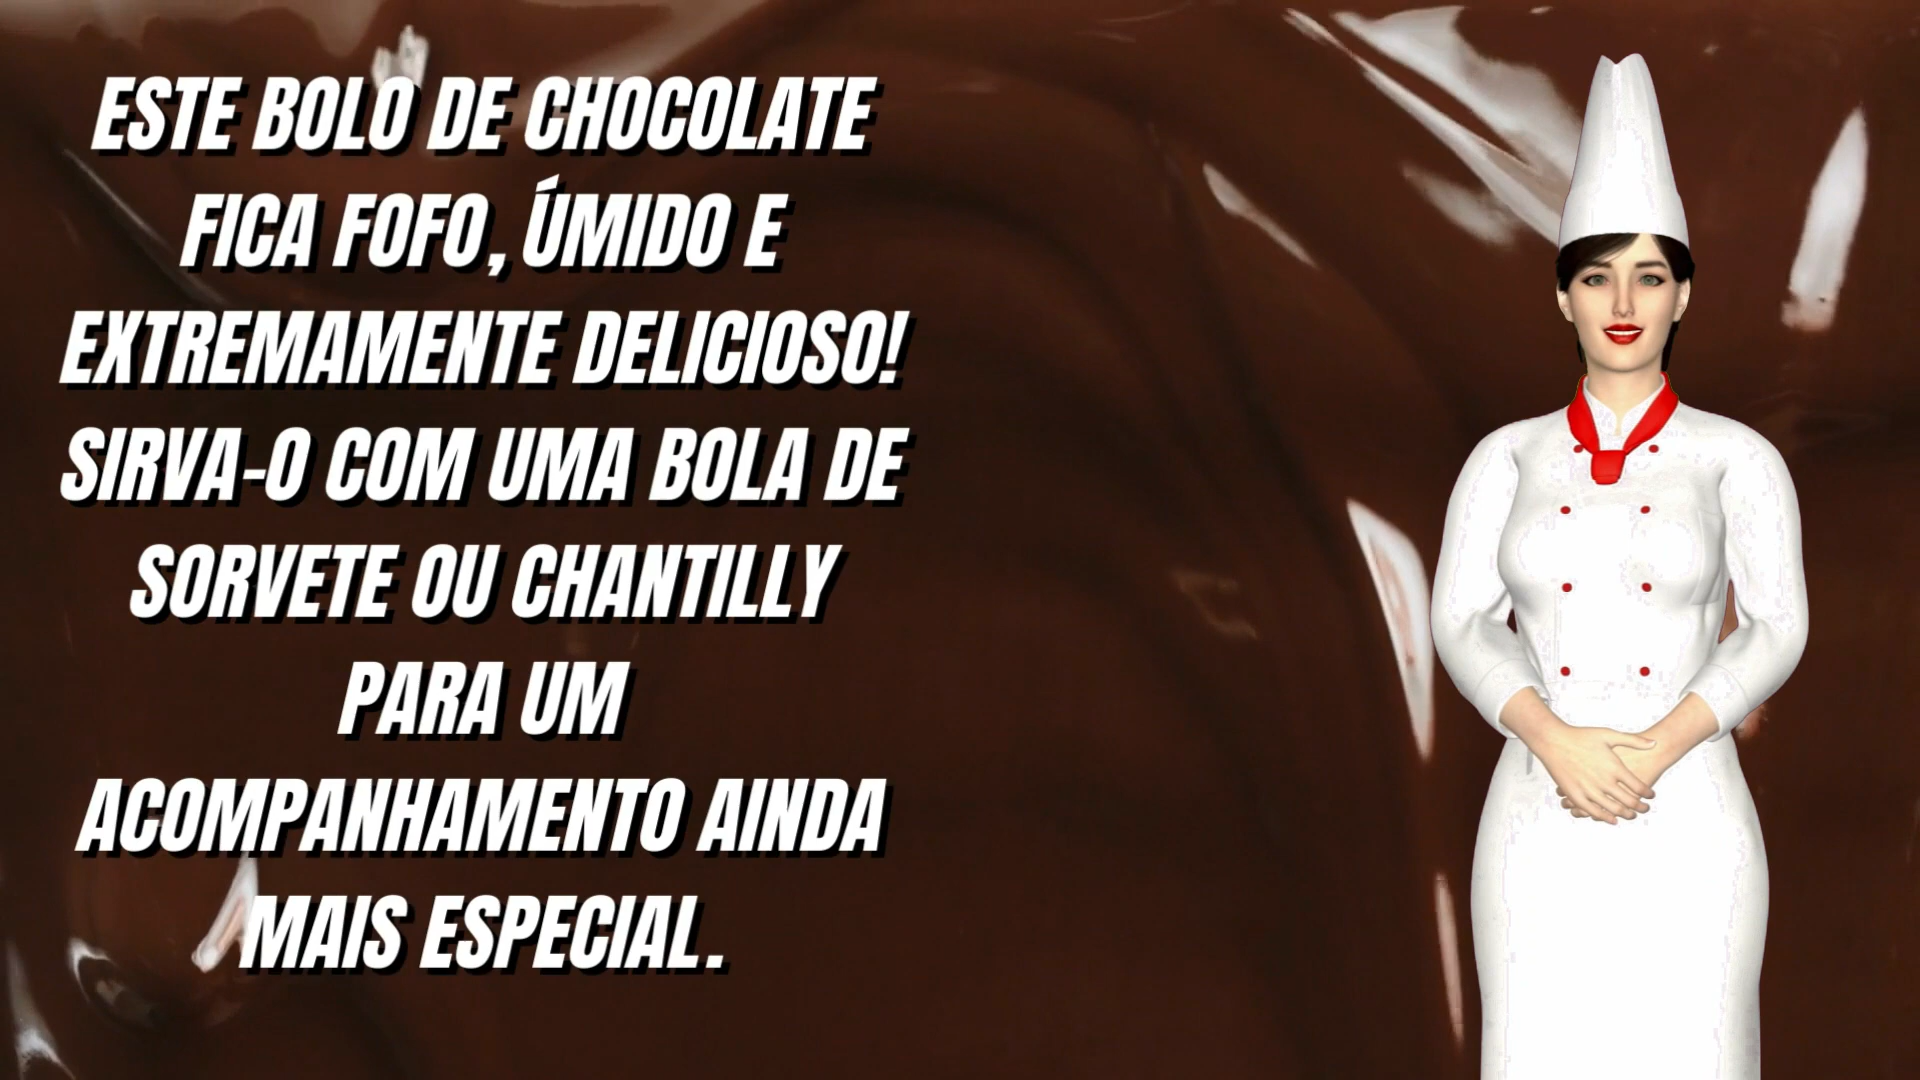 ESTE BOLO DE CHOCOLATE
FICA FOFO, ÚMIDO E
EXTREMAMENTE DELICIOSO!
SIRVA-O COM UMA BOLA DE
SORVETE OU CHANTILLY
PARA UM
ACOMPANHAMENTO AINDA
MAIS ESPECIAL.